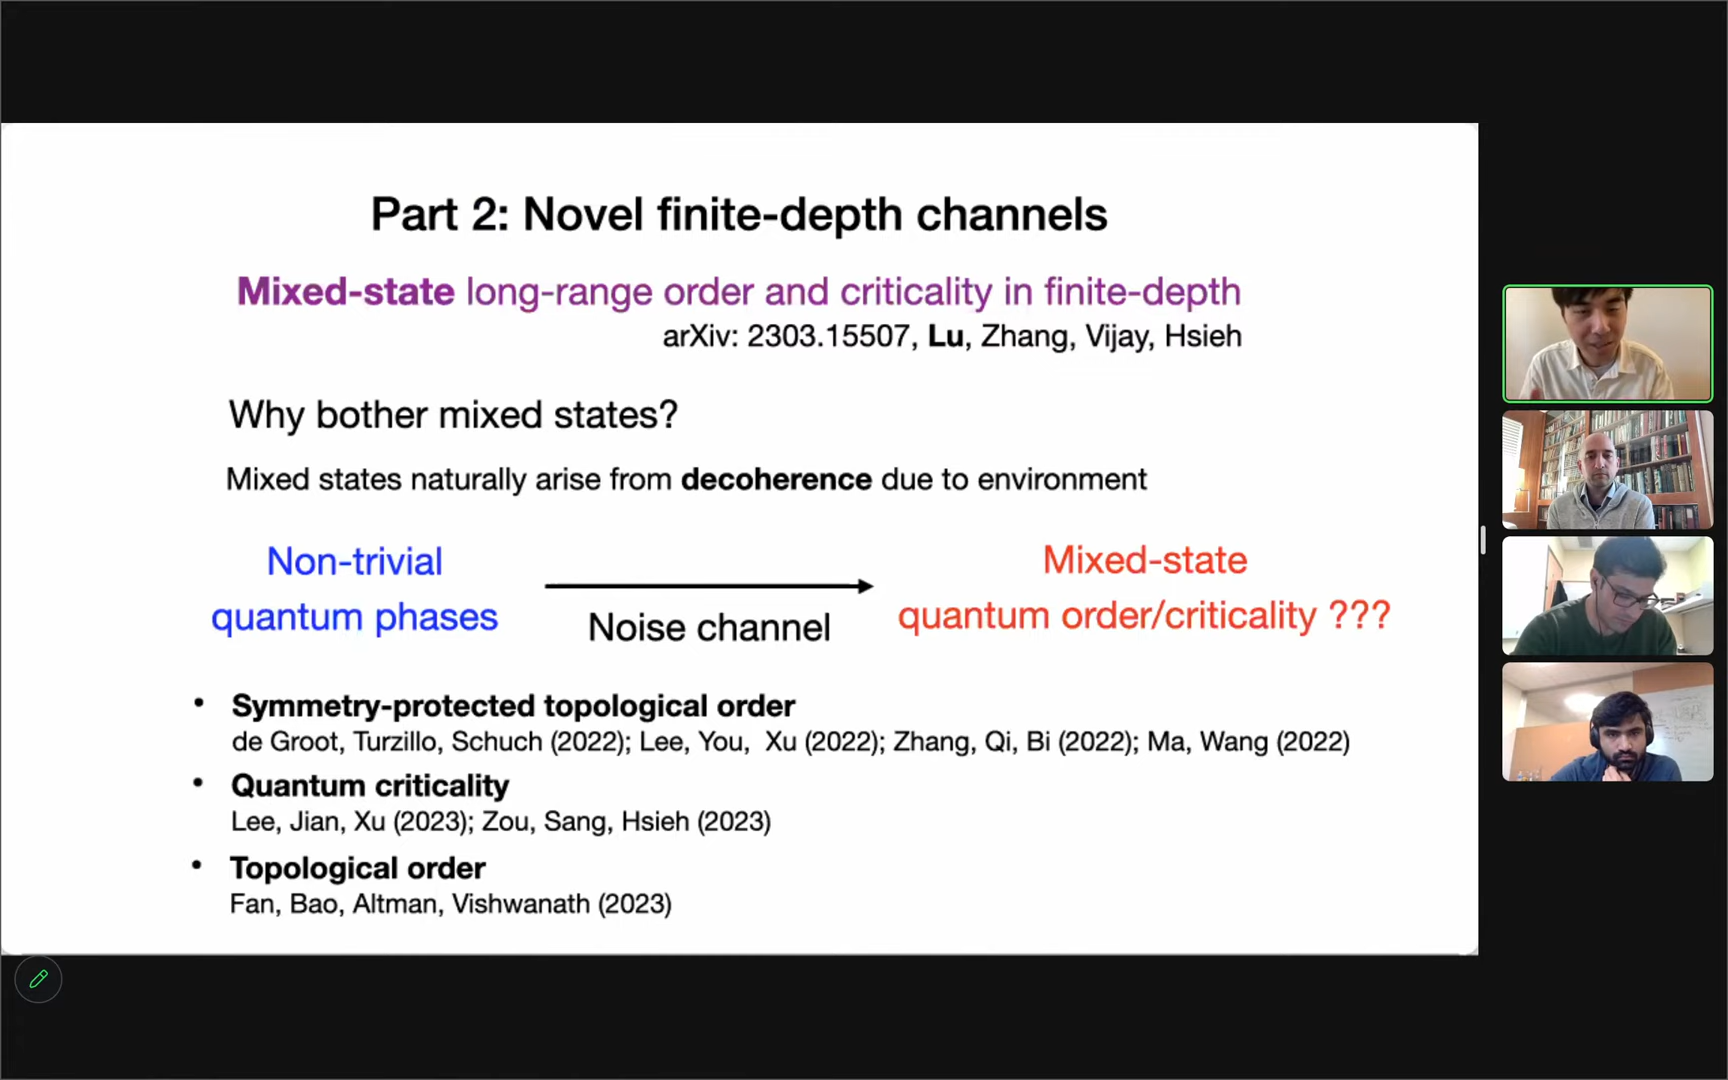 Part 2: Novel finite-depth channels
Mixed-state long-range order and criticality in finite-depth
arXiv: 2303.15507, Lu, Zhang, Vijay, Hsieh
Why bother mixed states?
Mixed states naturally arise from decoherence due to environment
Non-trivial
quantum phases
Noise channel
Mixed-state
quantum order/criticality ???
• Symmetry-protected topological order
de Groot, Turzillo, Schuch (2022); Lee, You, Xu (2022); Zhang, Qi, Bi (2022); Ma, Wang (2022)
• Quantum criticality
Lee, Jian, Xu (2023); Zou, Sang, Hsieh (2023)
• Topological order
Fan, Bao, Altman, Vishwanath (2023)